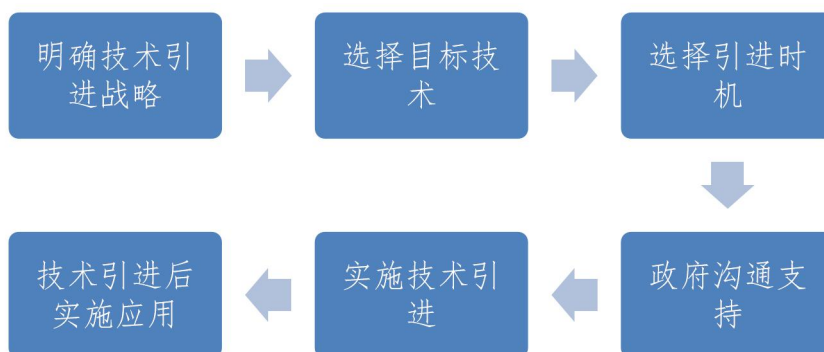 明确技术引
进战略
选择目标技
术
选择引进时
机
政府沟通支
持
实施技术引
进
技术引进后
实施应用